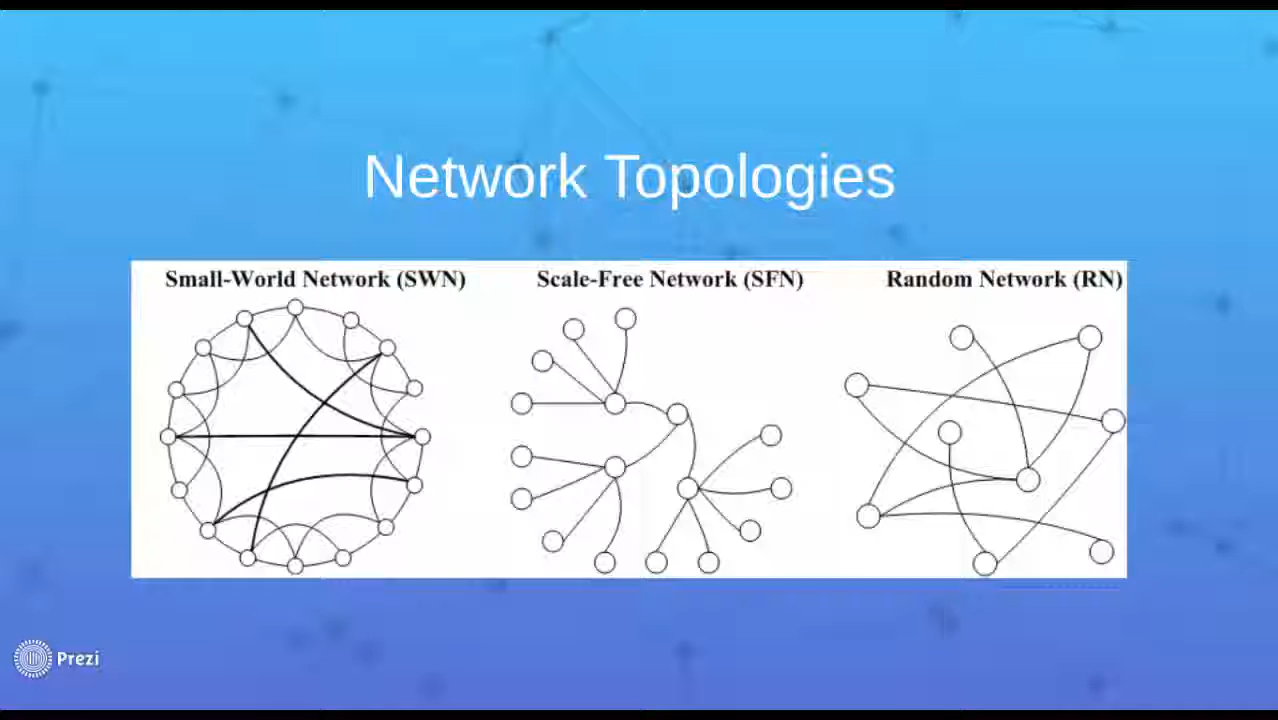 Network Topologies
Small-World Network (SWN)
Scale-Free Network (SFN)
Random Network (RN)
Prezi